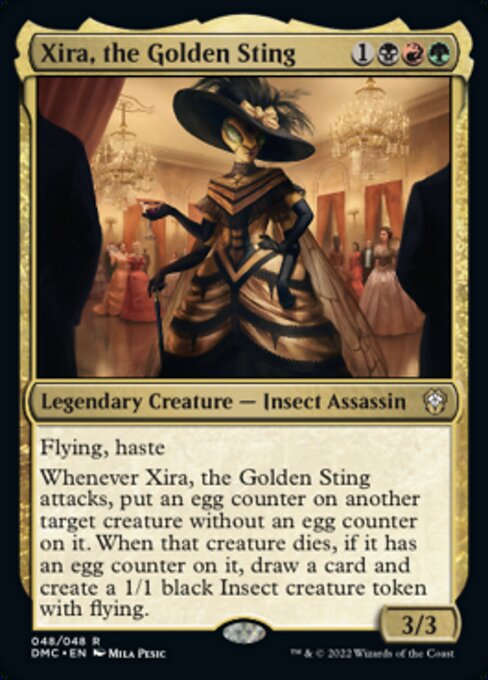 Xira, the Golden Sting 1
Legendary Creature — Insect Assassin
Flying, haste
Whenever Xira, the Golden Sting
attacks, put an egg counter on another
target creature without an egg counter
on it. When that creature dies, if it has
an egg counter on it, draw a card and
create a 1/1 black Insect creature token
with flying.
3/3
048/048 R
DMC • EN Mila Pesic
™ & © 2022 Wizards of the Coast